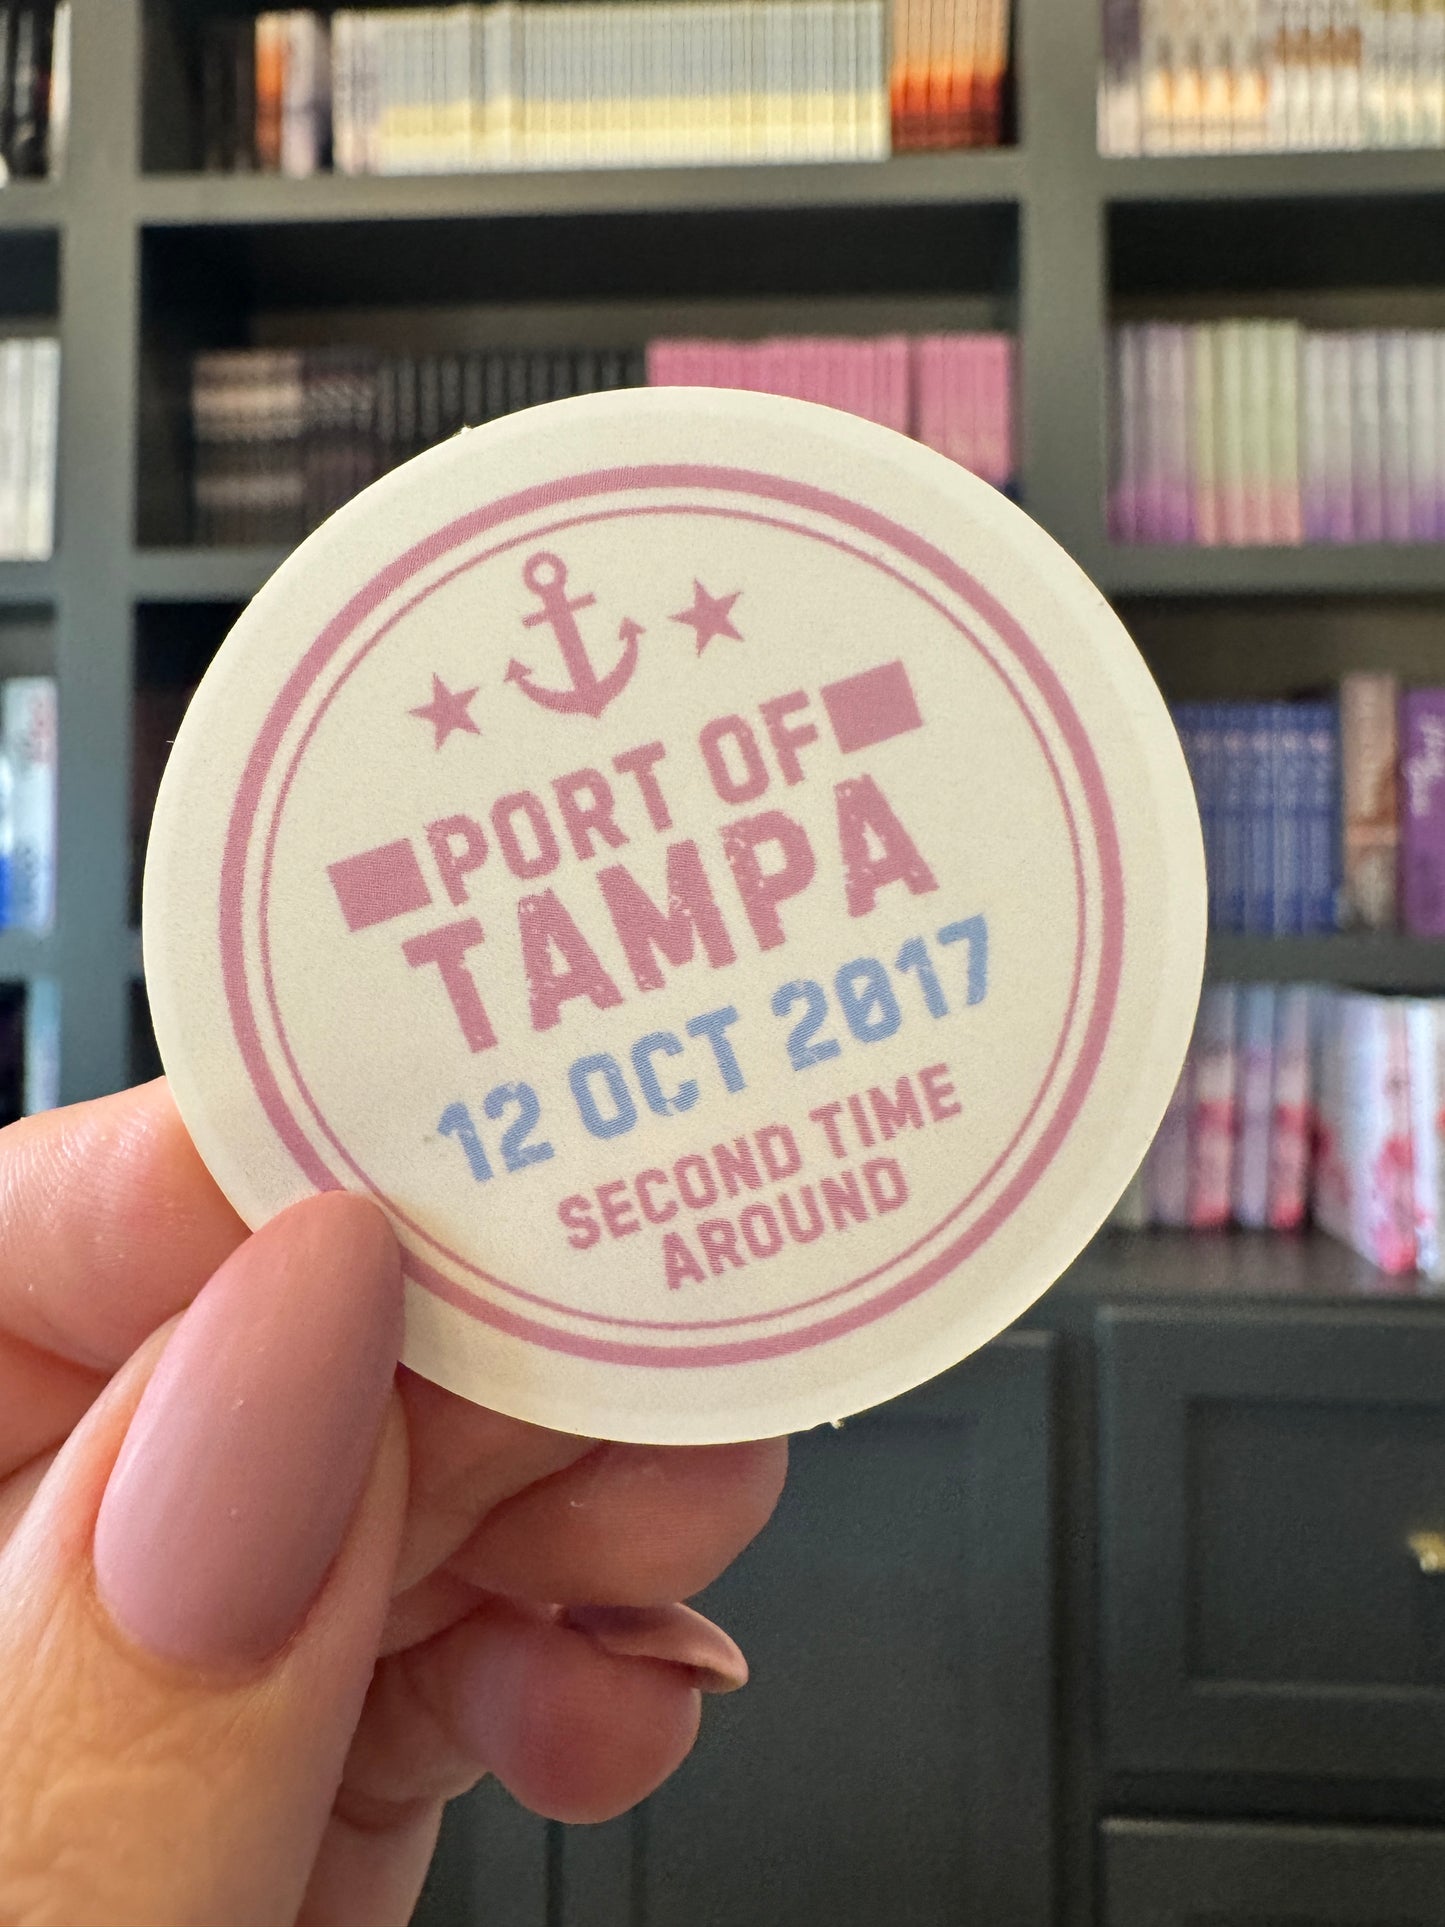 PORT OF
TAMPA
12 OCT 2017
SECOND TIME
AROUND